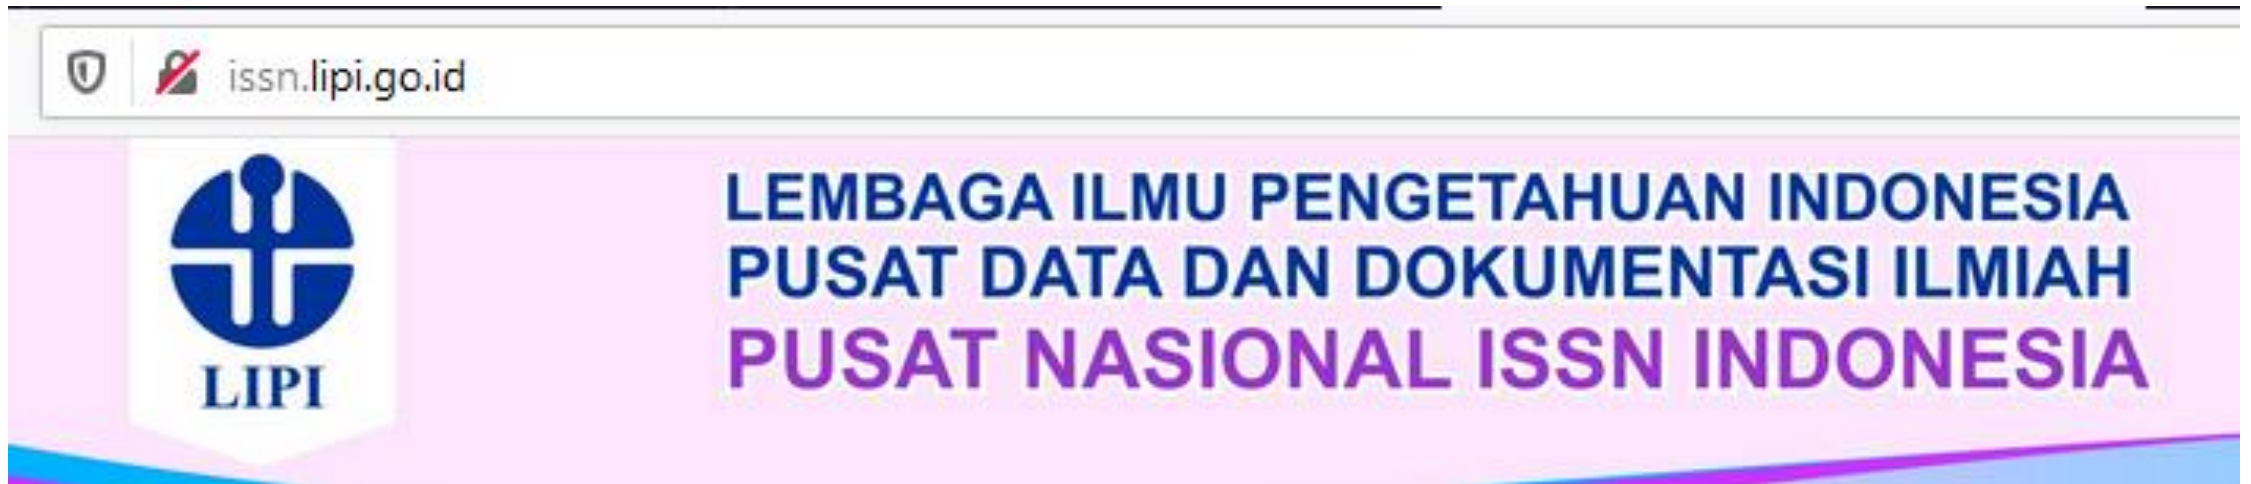 issn.lipi.go.id
LIPI
LEMBAGA ILMU PENGETAHUAN INDONESIA
PUSAT DATA DAN DOKUMENTASI ILMIAH
PUSAT NASIONAL ISSN INDONESIA